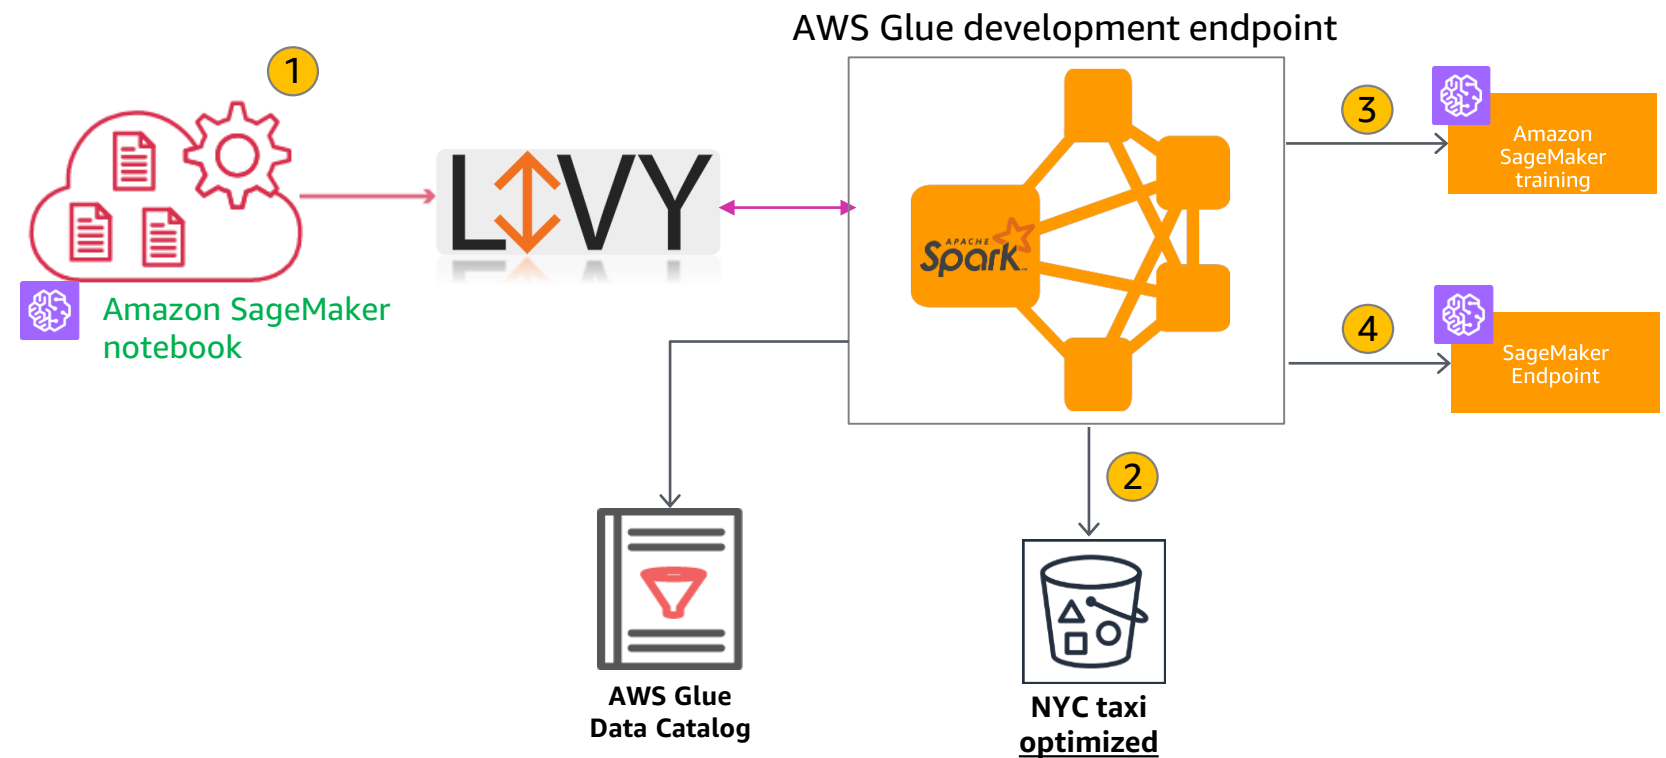 AWS Glue development endpoint
1
3
Amazon
SageMaker
training
LIVY
APACHE
Spark
Amazon SageMaker
notebook
4
SageMaker
Endpoint
2
AWS Glue
Data Catalog
NYC taxi
optimized